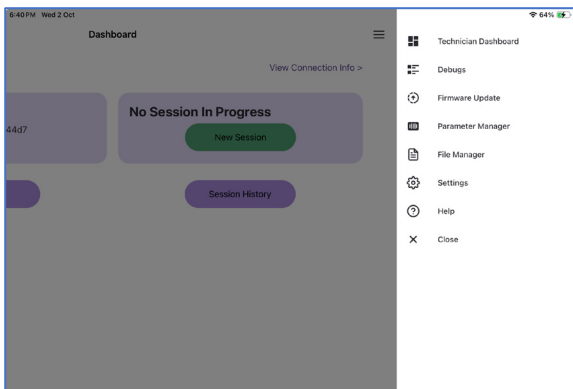 6:40 PM Wed 2 Oct
64%
Dashboard
View Connection Info >
44d7
No Session In Progress
New Session
Session History
Technician Dashboard
Debugs
Firmware Update
Parameter Manager
File Manager
Settings
Help
Close